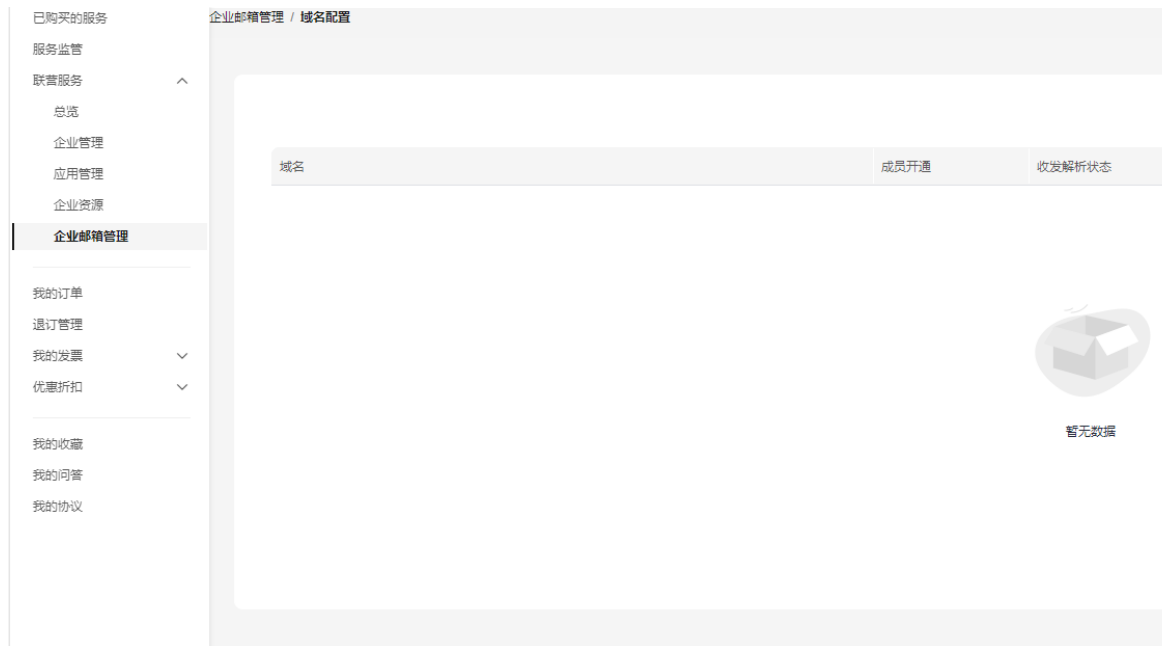 已购买的服务
企业邮箱管理 / 域名配置
服务监管
联营服务
总览
企业管理
应用管理
企业资源
企业邮箱管理
我的订单
退订管理
我的发票
优惠折扣
我的收藏
我的问答
我的协议
域名 成员开通 收发解析状态
暂无数据